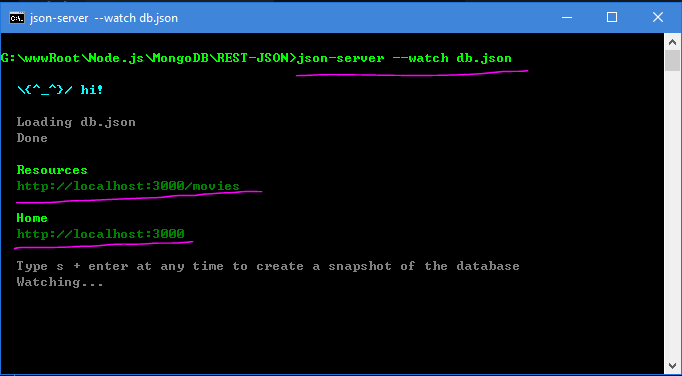 json-server --watch db.json
G:\wwwRoot\Node.js\MongoDB\REST-JSON>json-server --watch db.json
\{^_^}/ hi!
Loading db.json
Done
Resources
http://localhost:3000/movies
Home
http://localhost:3000
Type s + enter at any time to create a snapshot of the database
Watching...